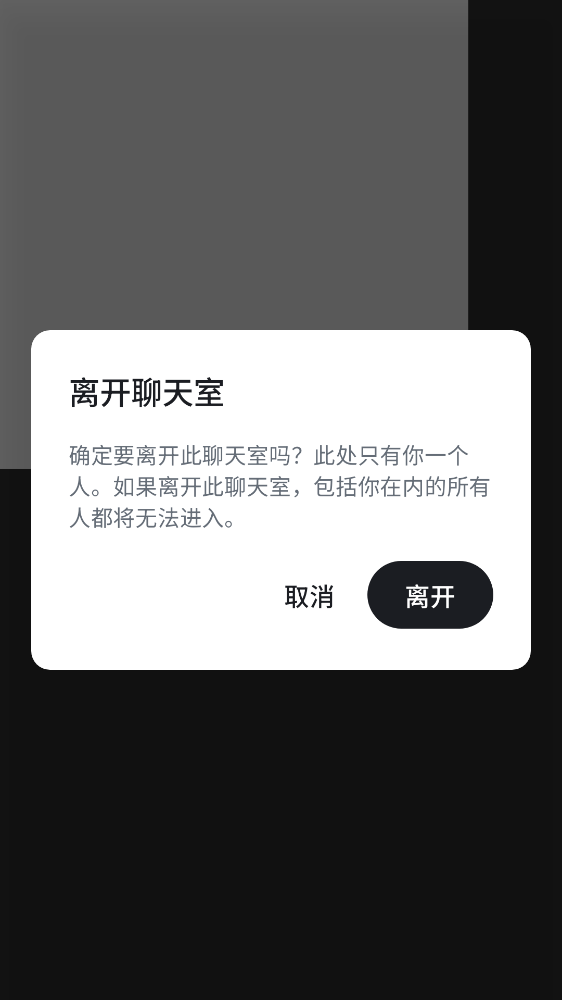 离开聊天室
确定要离开此聊天室吗？此处只有你一个
人。如果离开此聊天室，包括你在内的所有
人都将无法进入。
取消
离开